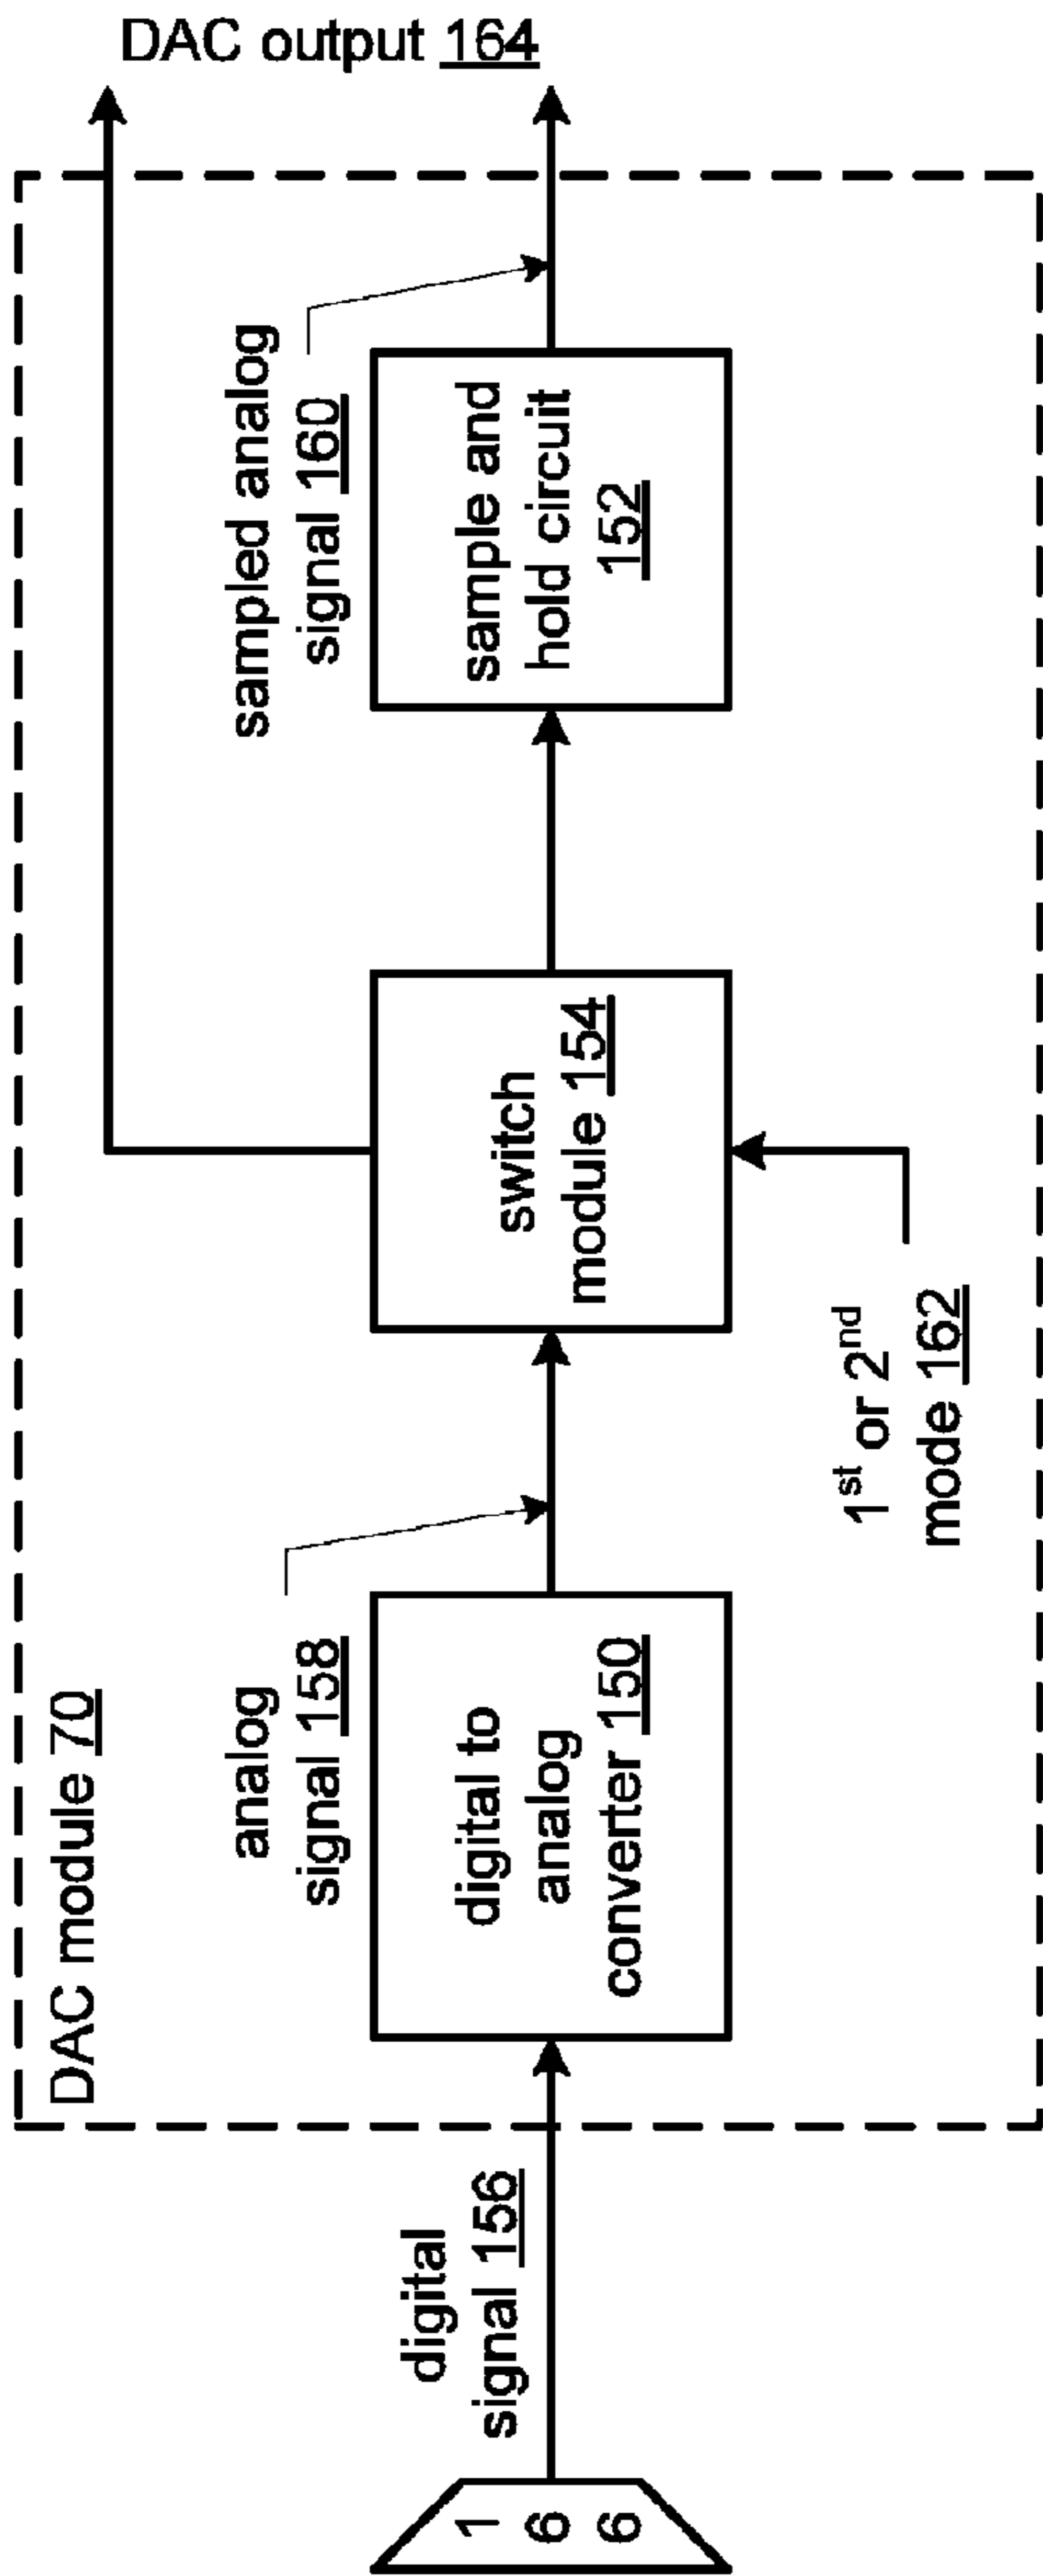 DAC module 70
DAC output 164
digital
signal 156
1
6
6
analog
signal 158
digital to
analog
converter 150
switch
module 154
1st or 2nd
mode 162
sampled analog
signal 160
sample and
hold circuit
152